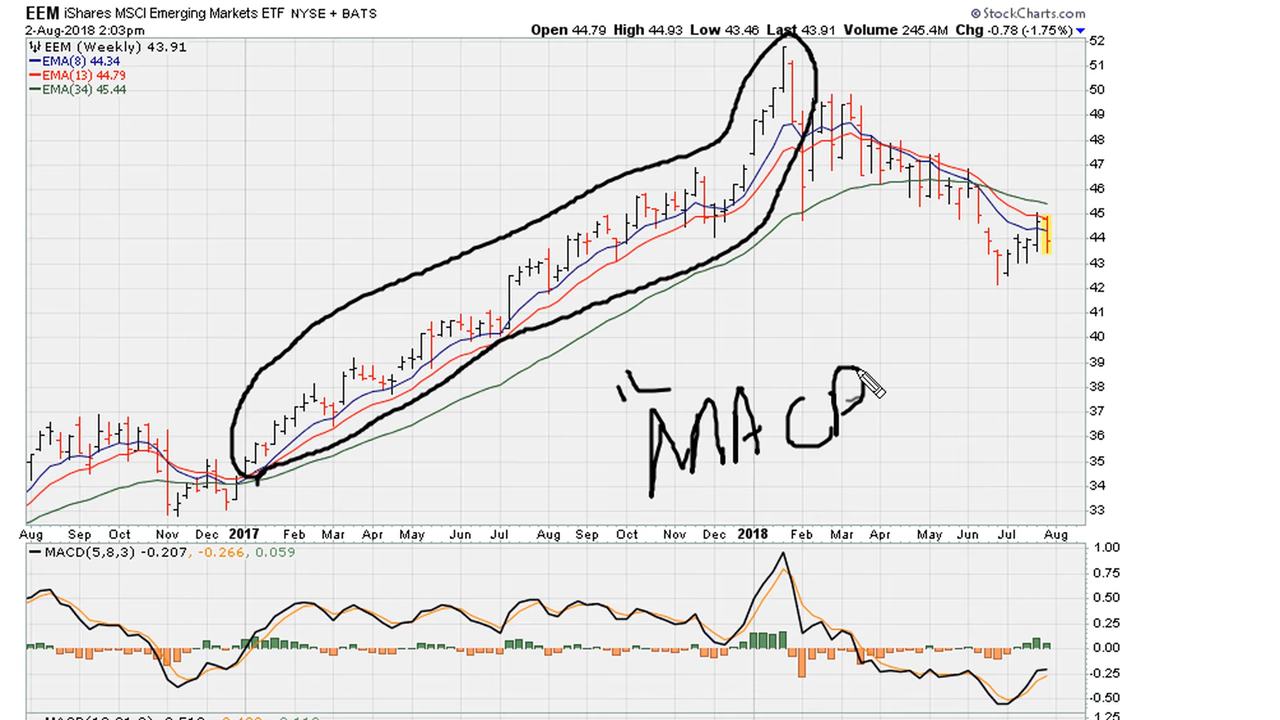 EEM iShares MSCI Emerging Markets ETF NYSE + BATS
© StockCharts.com
2-Aug-2018 2:03pm
Open 44.79 High 44.93 Low 43.46 Last 43.91 Volume 245.4M Chg -0.78 (-1.75%)
EEM (Weekly) 43.91
EMA(8) 44.34
EMA(13) 44.79
EMA(34) 45.44
52
51
50
49
48
47
46
45
44
43
42
41
40
39
38
37
36
35
34
33
MACP
Aug Sep Oct Nov Dec 2017 Feb Mar Apr May Jun Jul Aug Sep Oct Nov Dec 2018 Feb Mar Apr May Jun Jul Aug
MACD(5,8,3) -0.207, -0.266, 0.059
1.00
0.75
0.50
0.25
0.00
-0.25
-0.50
1.25